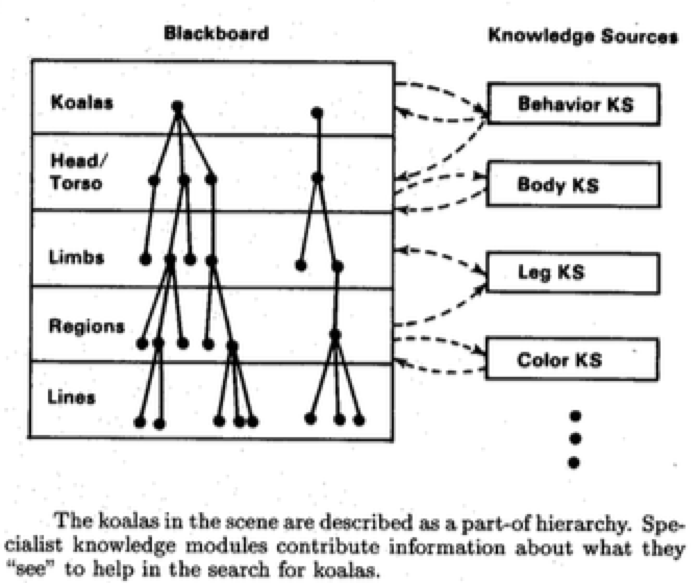 Blackboard
Knowledge Sources
Koalas
Behavior KS
Head/
Torso
Body KS
Limbs
Leg KS
Regions
Color KS
Lines
The koalas in the scene are described as a part-of hierarchy. Spe-
cialist knowledge modules contribute information about what they
"see" to help in the search for koalas.